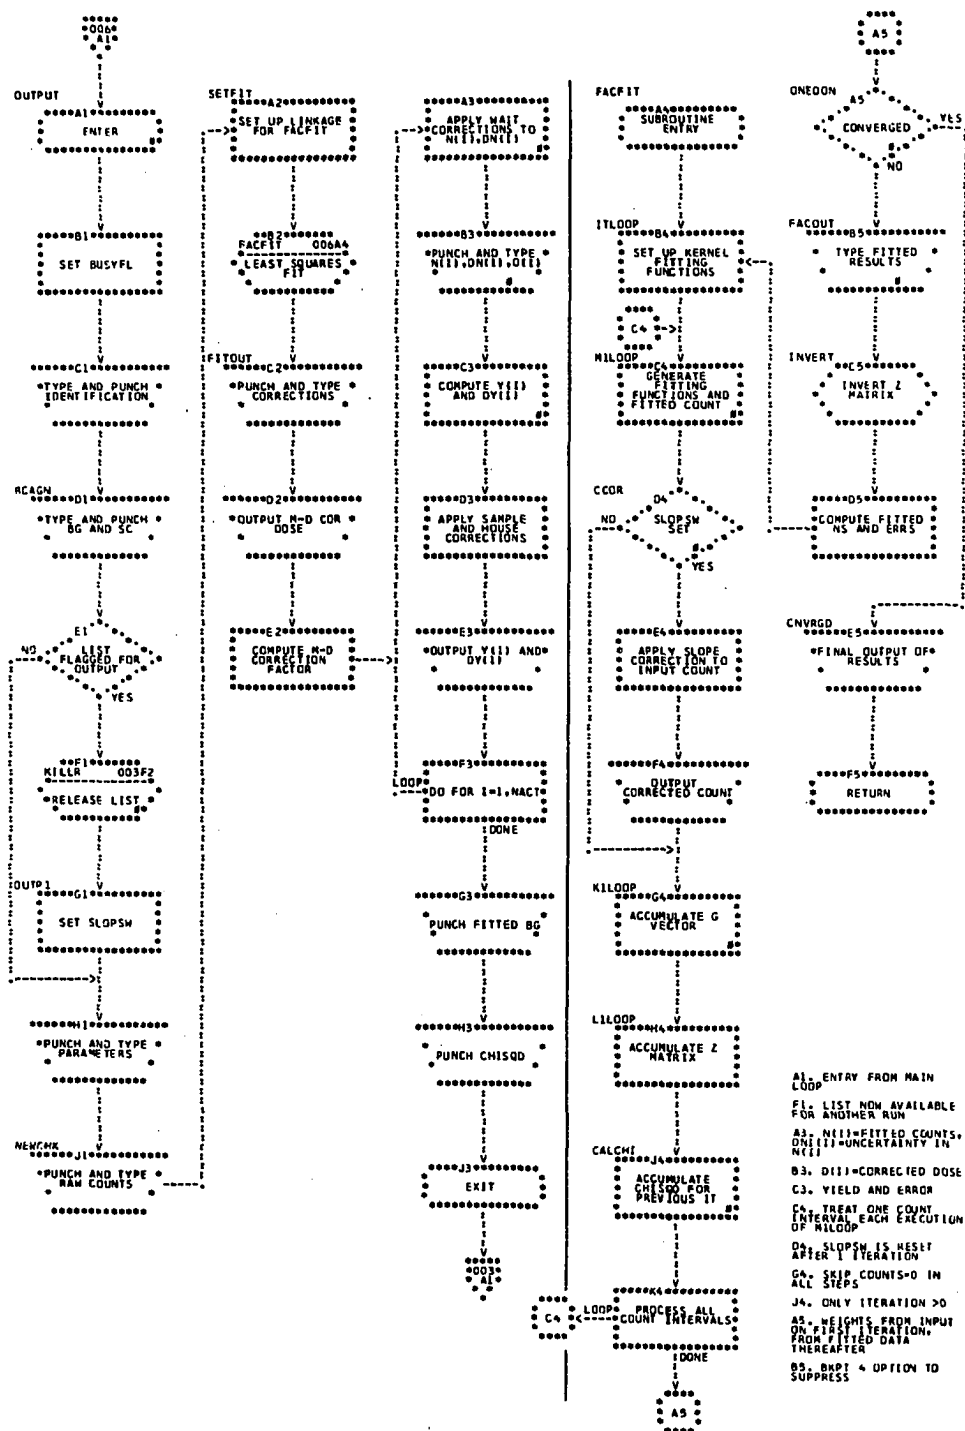 006
A1
OUTPUT
A1
ENTER
B1
SET BUSYFL
C1
TYPE AND PUNCH
IDENTIFICATION
RCAGN
D1
TYPE AND PUNCH
BG AND SC
E1
LIST
FLAGGED FOR
OUTPUT
NO
YES
F1
KILLR 003F2
RELEASE LIST
OUTP1
G1
SET SLOPSW
H1
PUNCH AND TYPE
PARAMETERS
NEWCHK
J1
PUNCH AND TYPE
RAW COUNTS
SETFIT
A2
SET UP LINKAGE
FOR FACFIT
B2
FACFIT 006A4
LEAST SQUARES
FIT
FITOUT
C2
PUNCH AND TYPE
CORRECTIONS
D2
OUTPUT M-D COR
DOSE
E2
COMPUTE M-D
CORRECTION
FACTOR
A3
APPLY WAIT
CORRECTIONS TO
N(I),DN(I)
B3
PUNCH AND TYPE
N(I),DN(I),D(I)
C3
COMPUTE Y(I)
AND DY(I)
D3
APPLY SAMPLE
AND HOUSE
CORRECTIONS
E3
OUTPUT Y(I) AND
DY(I)
F3
LOOP
DO FOR I=1,NACT
DONE
G3
PUNCH FITTED BG
H3
PUNCH CHISQD
J3
EXIT
003
A1
FACFIT
A4
SUBROUTINE
ENTRY
ITLOOP
B4
SET UP KERNEL
FITTING
FUNCTIONS
C4
MILOOP
C4
GENERATE
FITTING
FUNCTIONS AND
FITTED COUNT
CCOR
D4
SLOPSW
SET
NO
YES
E4
APPLY SLOPE
CORRECTION TO
INPUT COUNT
F4
OUTPUT
CORRECTED COUNT
KILOOP
G4
ACCUMULATE G
VECTOR
LILOOP
H4
ACCUMULATE Z
MATRIX
CALCHI
J4
ACCUMULATE
CHISQD FOR
PREVIOUS IT
K4
C4
LOOP
PROCESS ALL
COUNT INTERVALS
DONE
A5
A5
ONEDON
A5
CONVERGED
YES
NO
FACOUT
B5
TYPE FITTED
RESULTS
INVERT
C5
INVERT Z
MATRIX
D5
COMPUTE FITTED
NS AND ERRS
CNVRGD
E5
FINAL OUTPUT OF
RESULTS
F5
RETURN
A1. ENTRY FROM MAIN
LOOP
F1. LIST NOW AVAILABLE
FOR ANOTHER RUN
A3. N(I)=FITTED COUNTS,
DN(I)=UNCERTAINTY IN
N(I)
B3. D(I)=CORRECTED DOSE
C3. YIELD AND ERROR
C4. TREAT ONE COUNT
INTERVAL EACH EXECUTION
OF MILOOP
D4. SLOPSW IS RESET
AFTER 1 ITERATION
G4. SKIP COUNTS=0 IN
ALL STEPS
J4. ONLY ITERATION >0
A5. WEIGHTS FROM INPUT
ON FIRST ITERATION,
FROM FITTED DATA
THEREAFTER
B5. BKPT 4 OPTION TO
SUPPRESS